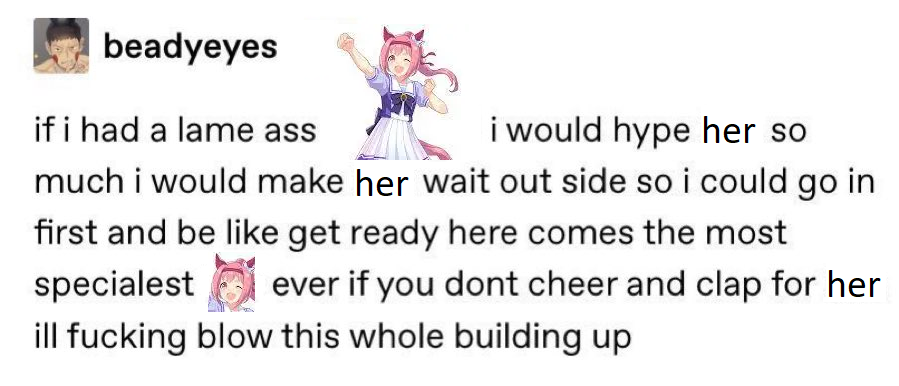 beadyeyes
if i had a lame ass i would hype her so
much i would make her wait out side so i could go in
first and be like get ready here comes the most
specialest ever if you dont cheer and clap for her
ill fucking blow this whole building up